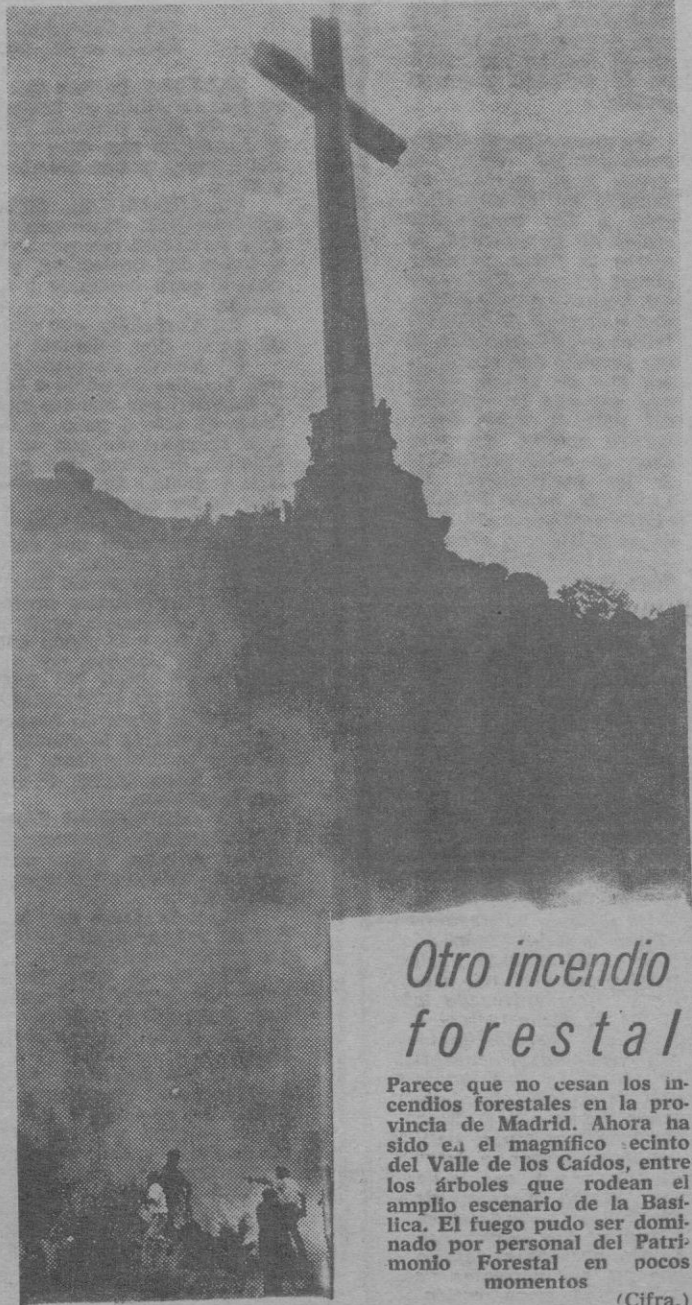 Otro incendio
forestal
Parece que no cesan los in-
cendios forestales en la pro-
vincia de Madrid. Ahora ha
sido en el magnífico ecinto
del Valle de los Caídos, entre
los árboles que rodean el
amplio escenario de la Basí-
lica. El fuego pudo ser domi-
nado por personal del Patri-
monio Forestal en pocos
momentos
(Cifra.)